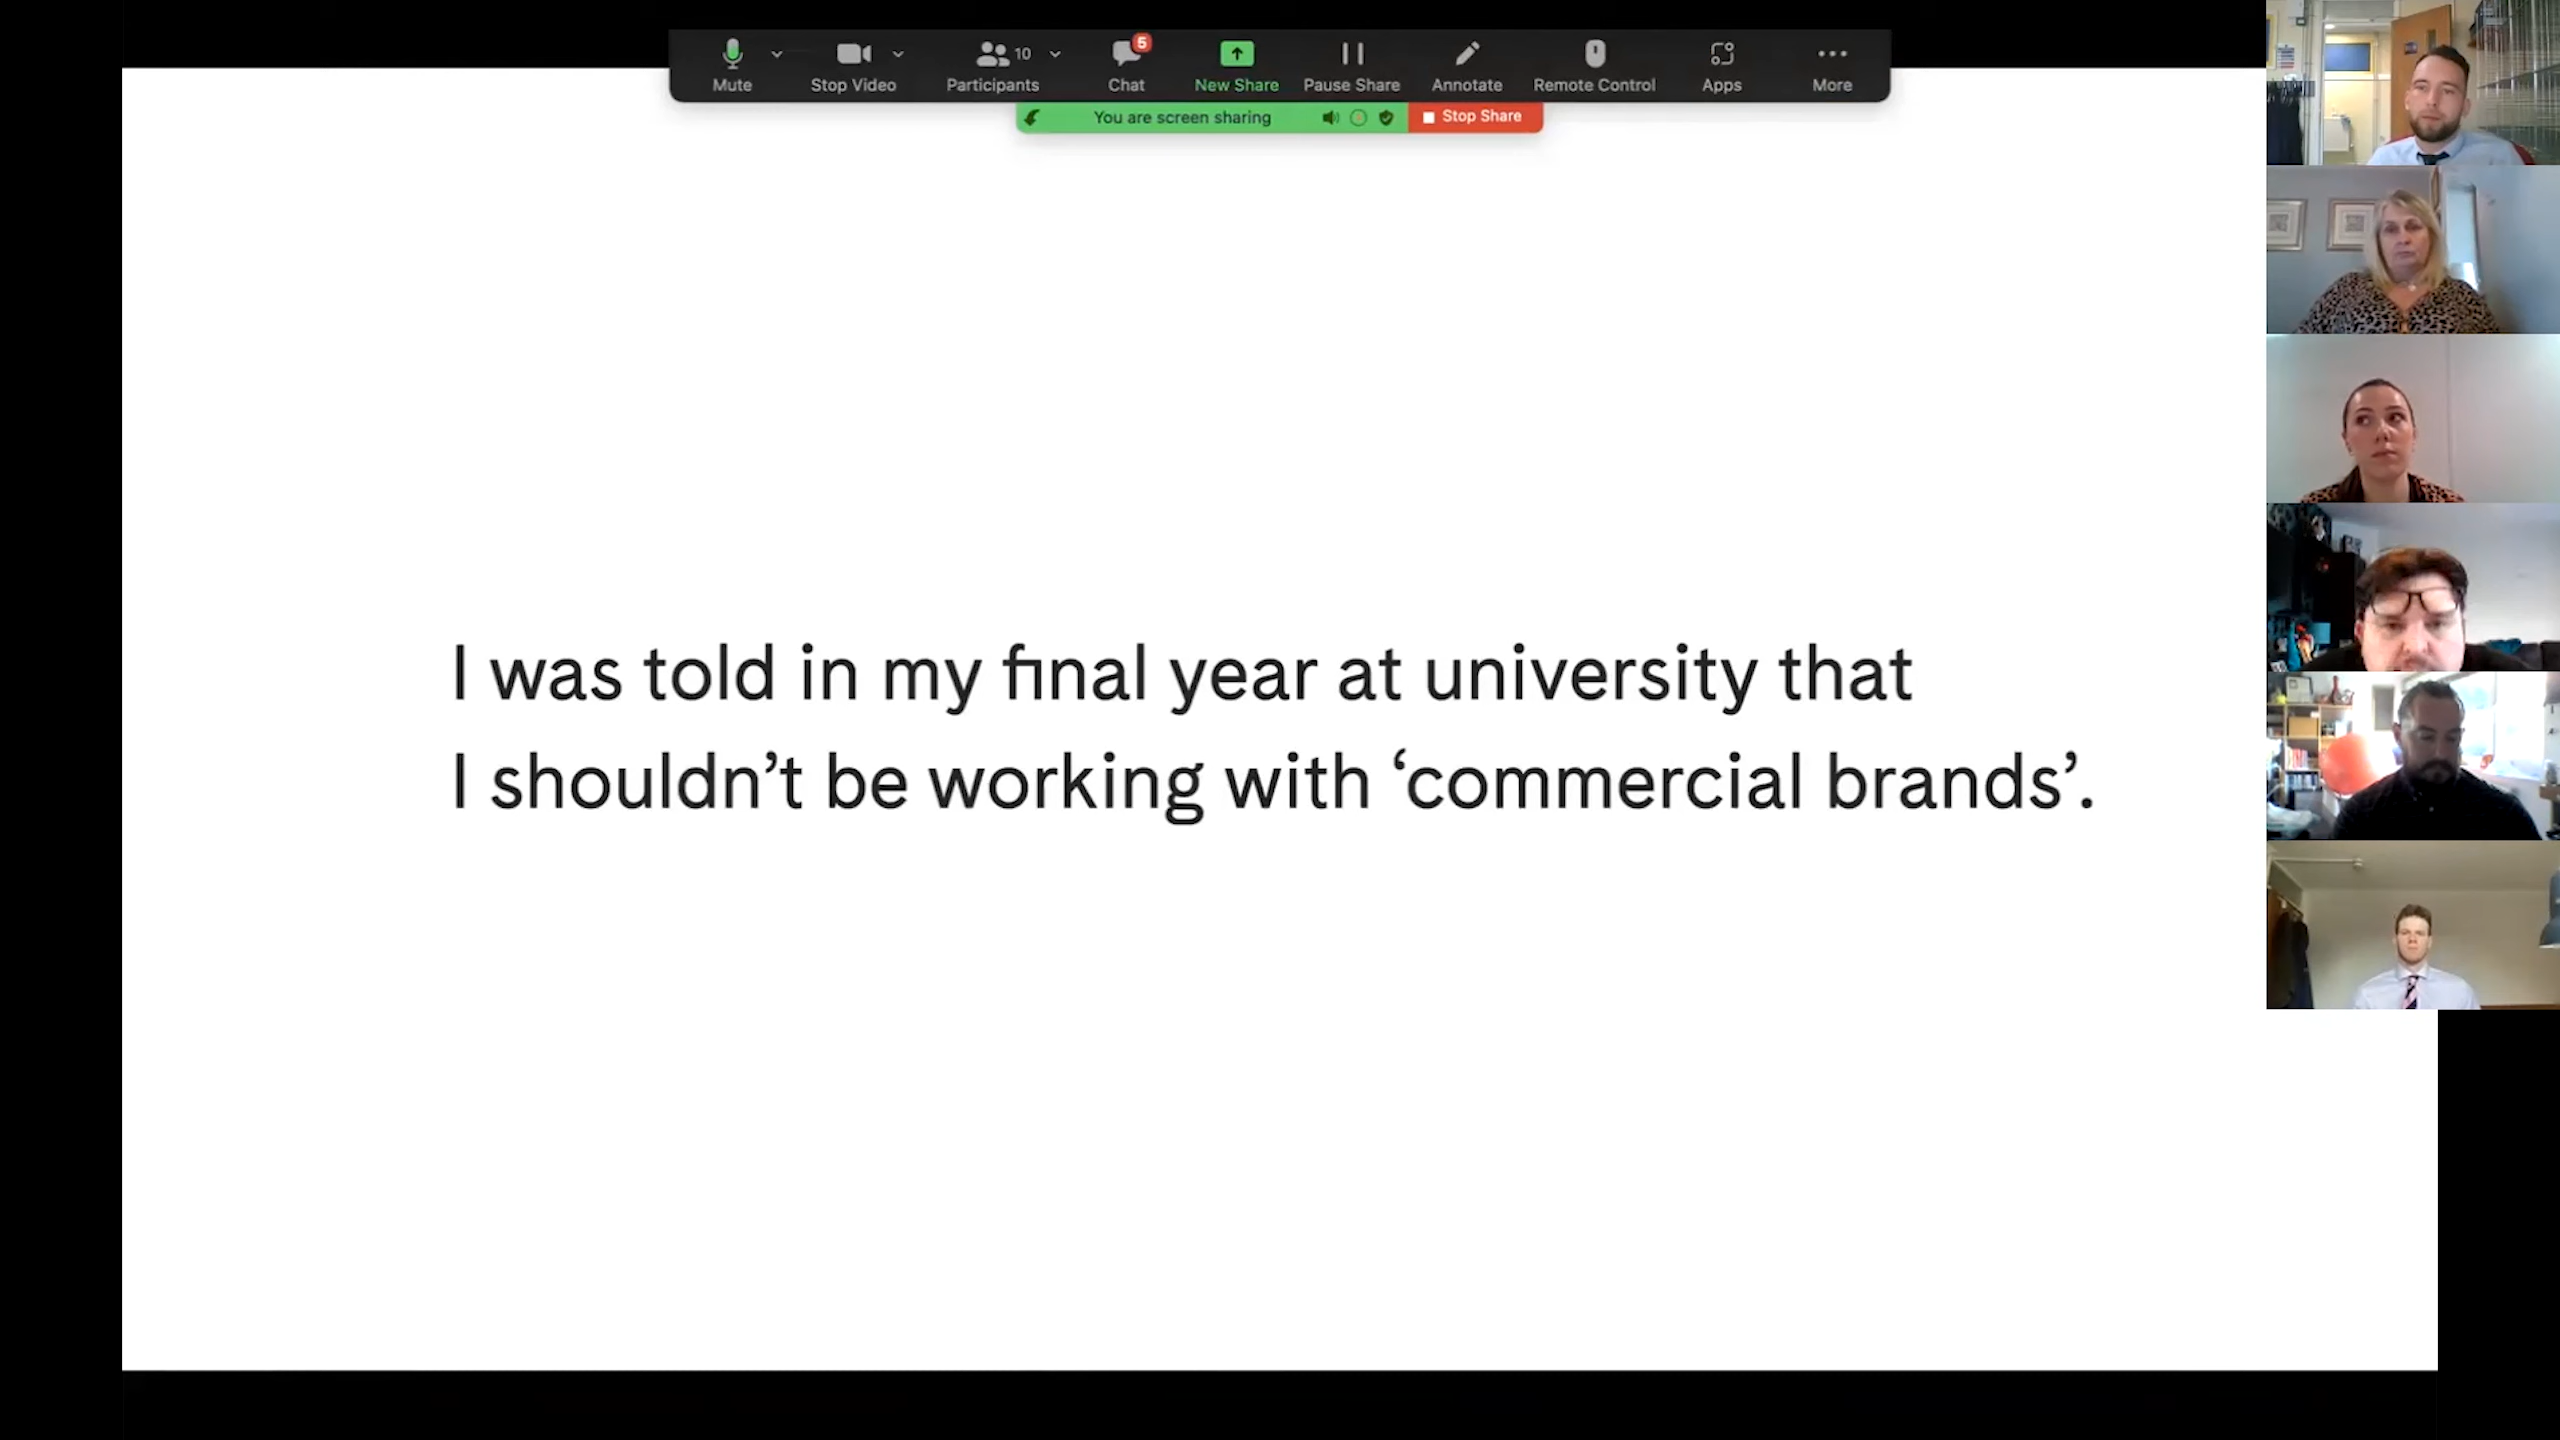 5
10
Mute
Stop Video
Participants
Chat
New Share
Pause Share
Annotate
Remote Control
Apps
More
You are screen sharing
Stop Share
I was told in my final year at university that
I shouldn’t be working with ‘commercial brands’.